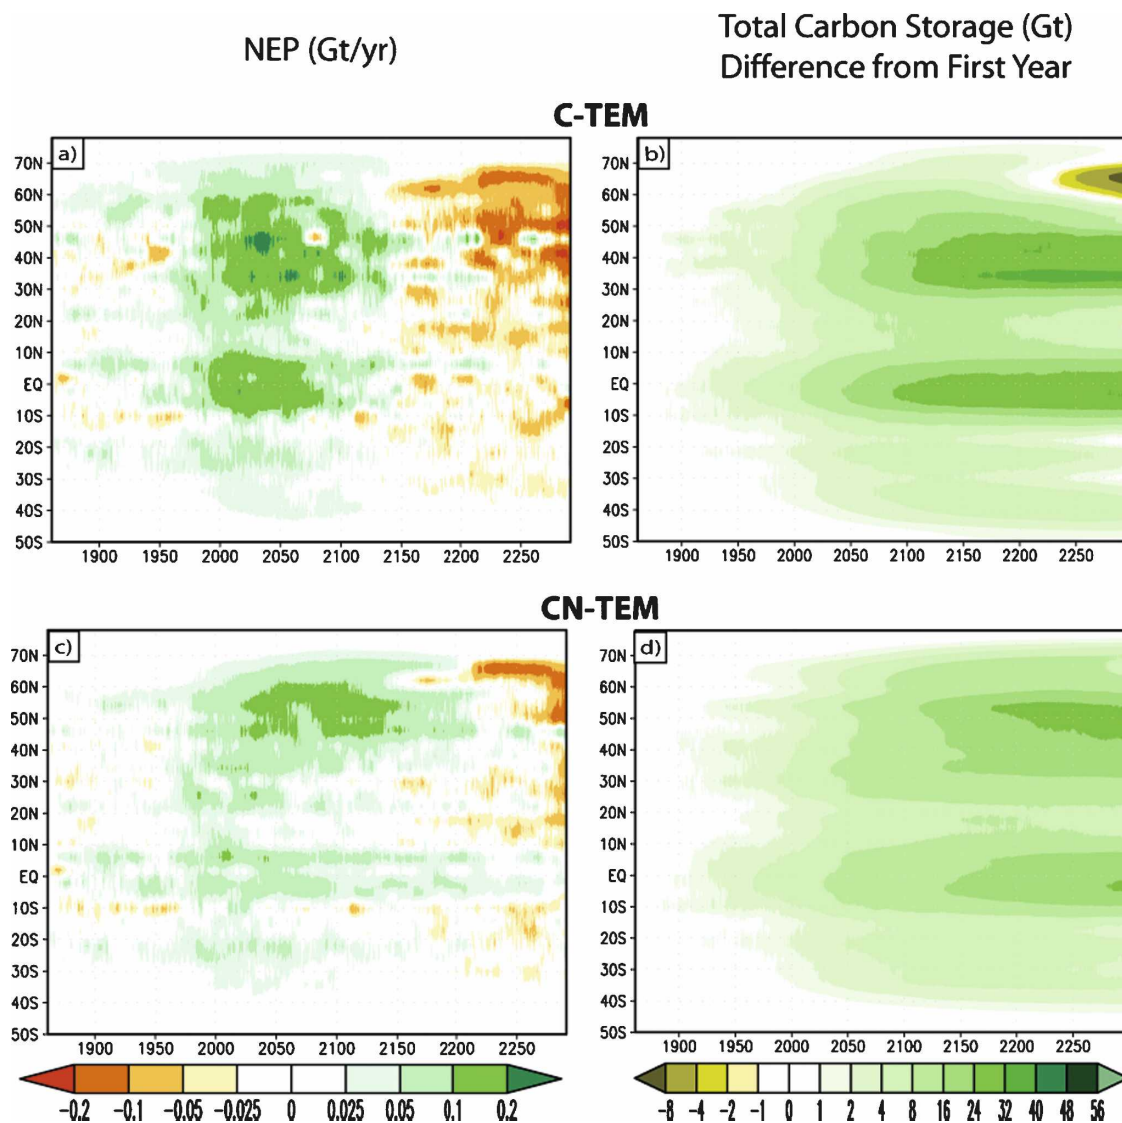 NEP (Gt/yr)
Total Carbon Storage (Gt)
Difference from First Year
C-TEM
a)
70N
60N
50N
40N
30N
20N
10N
EQ
10S
20S
30S
40S
50S
1900 1950 2000 2050 2100 2150 2200 2250
b)
70N
60N
50N
40N
30N
20N
10N
EQ
10S
20S
30S
40S
50S
1900 1950 2000 2050 2100 2150 2200 2250
CN-TEM
c)
70N
60N
50N
40N
30N
20N
10N
EQ
10S
20S
30S
40S
50S
1900 1950 2000 2050 2100 2150 2200 2250
d)
70N
60N
50N
40N
30N
20N
10N
EQ
10S
20S
30S
40S
50S
1900 1950 2000 2050 2100 2150 2200 2250
-0.2 -0.1 -0.05 -0.025 0 0.025 0.05 0.1 0.2
-8 -4 -2 -1 0 1 2 4 8 16 24 32 40 48 56